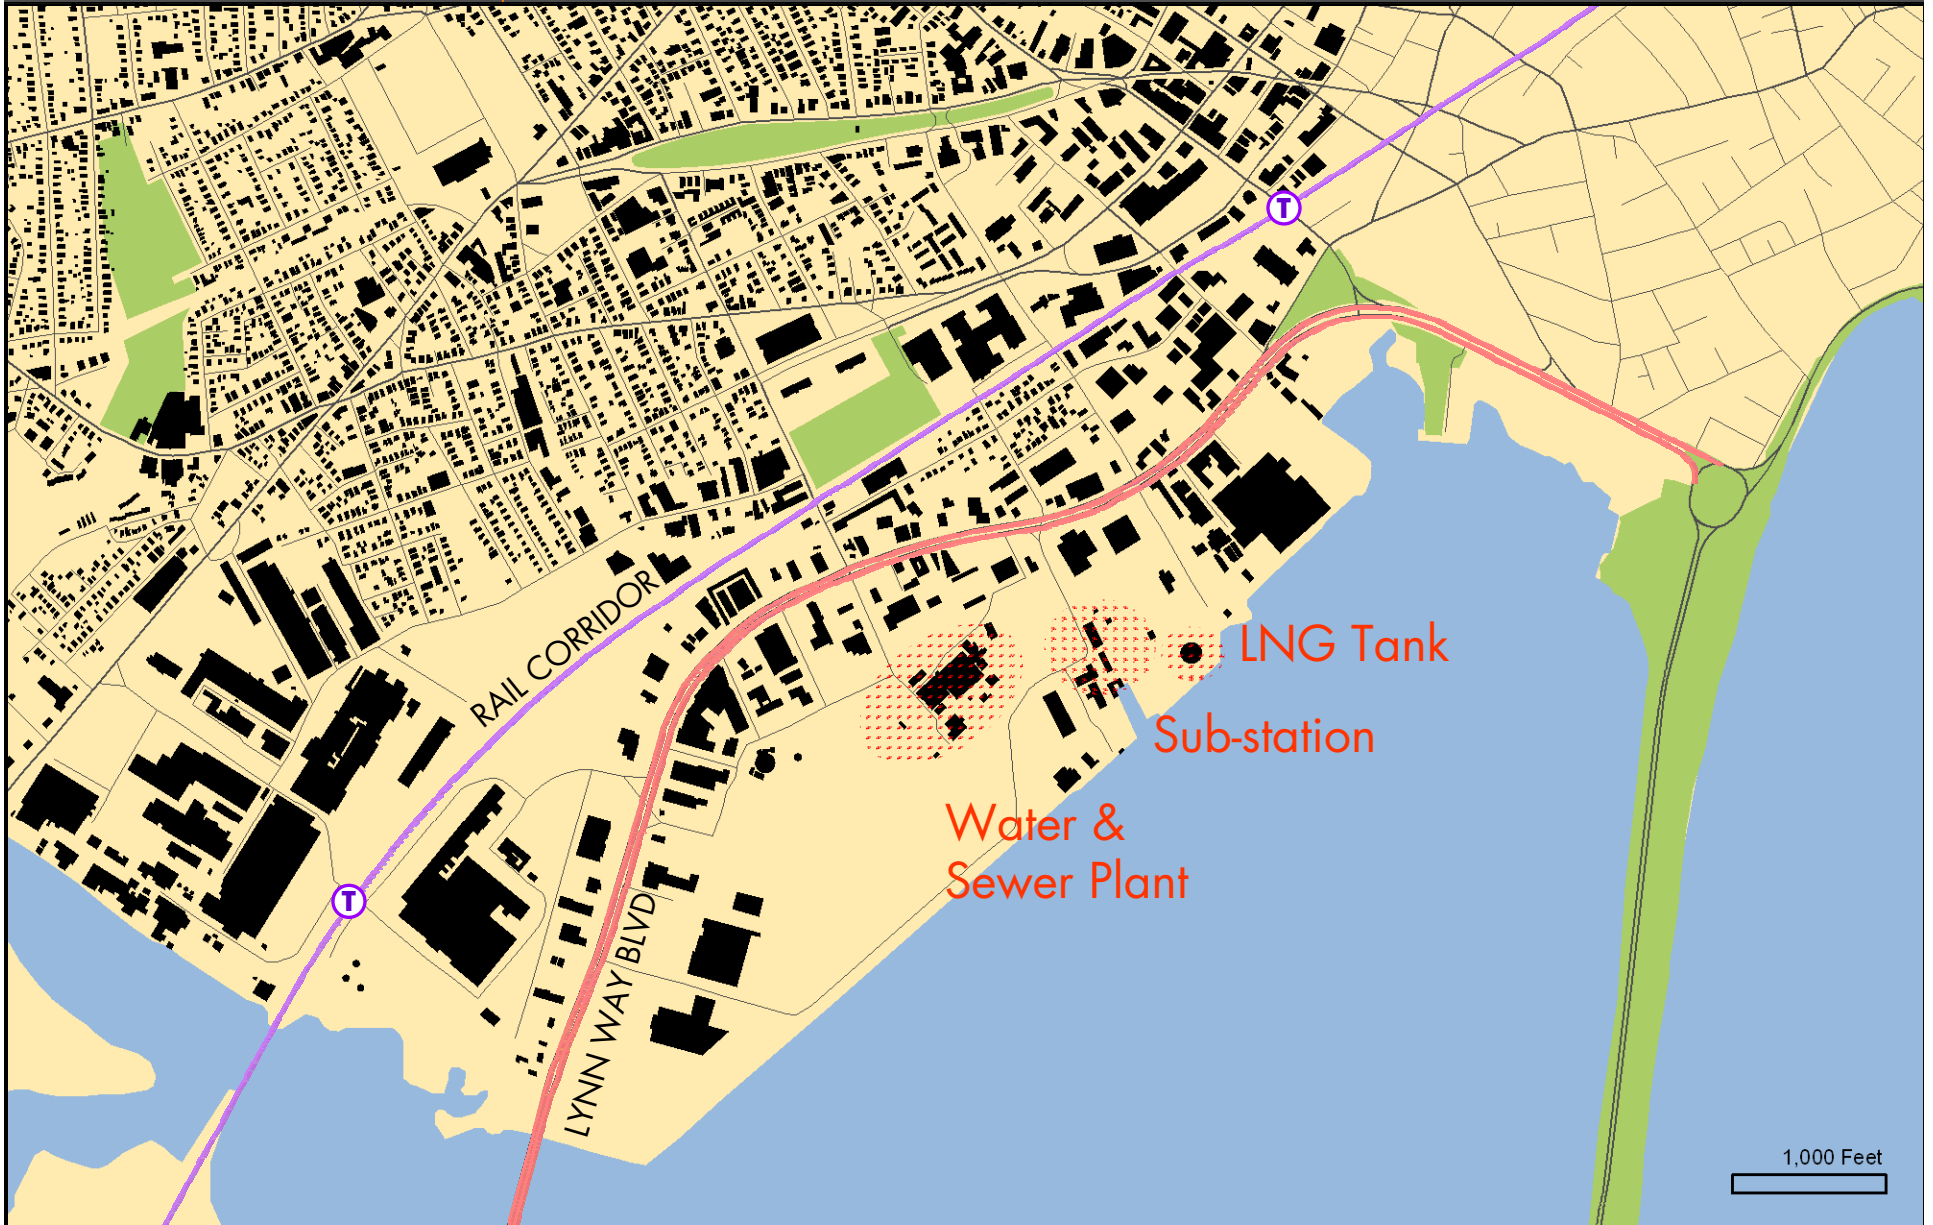 T
RAIL CORRIDOR
LNG Tank
Sub-station
Water &
Sewer Plant
T
LYNN WAY BLVD
1,000 Feet